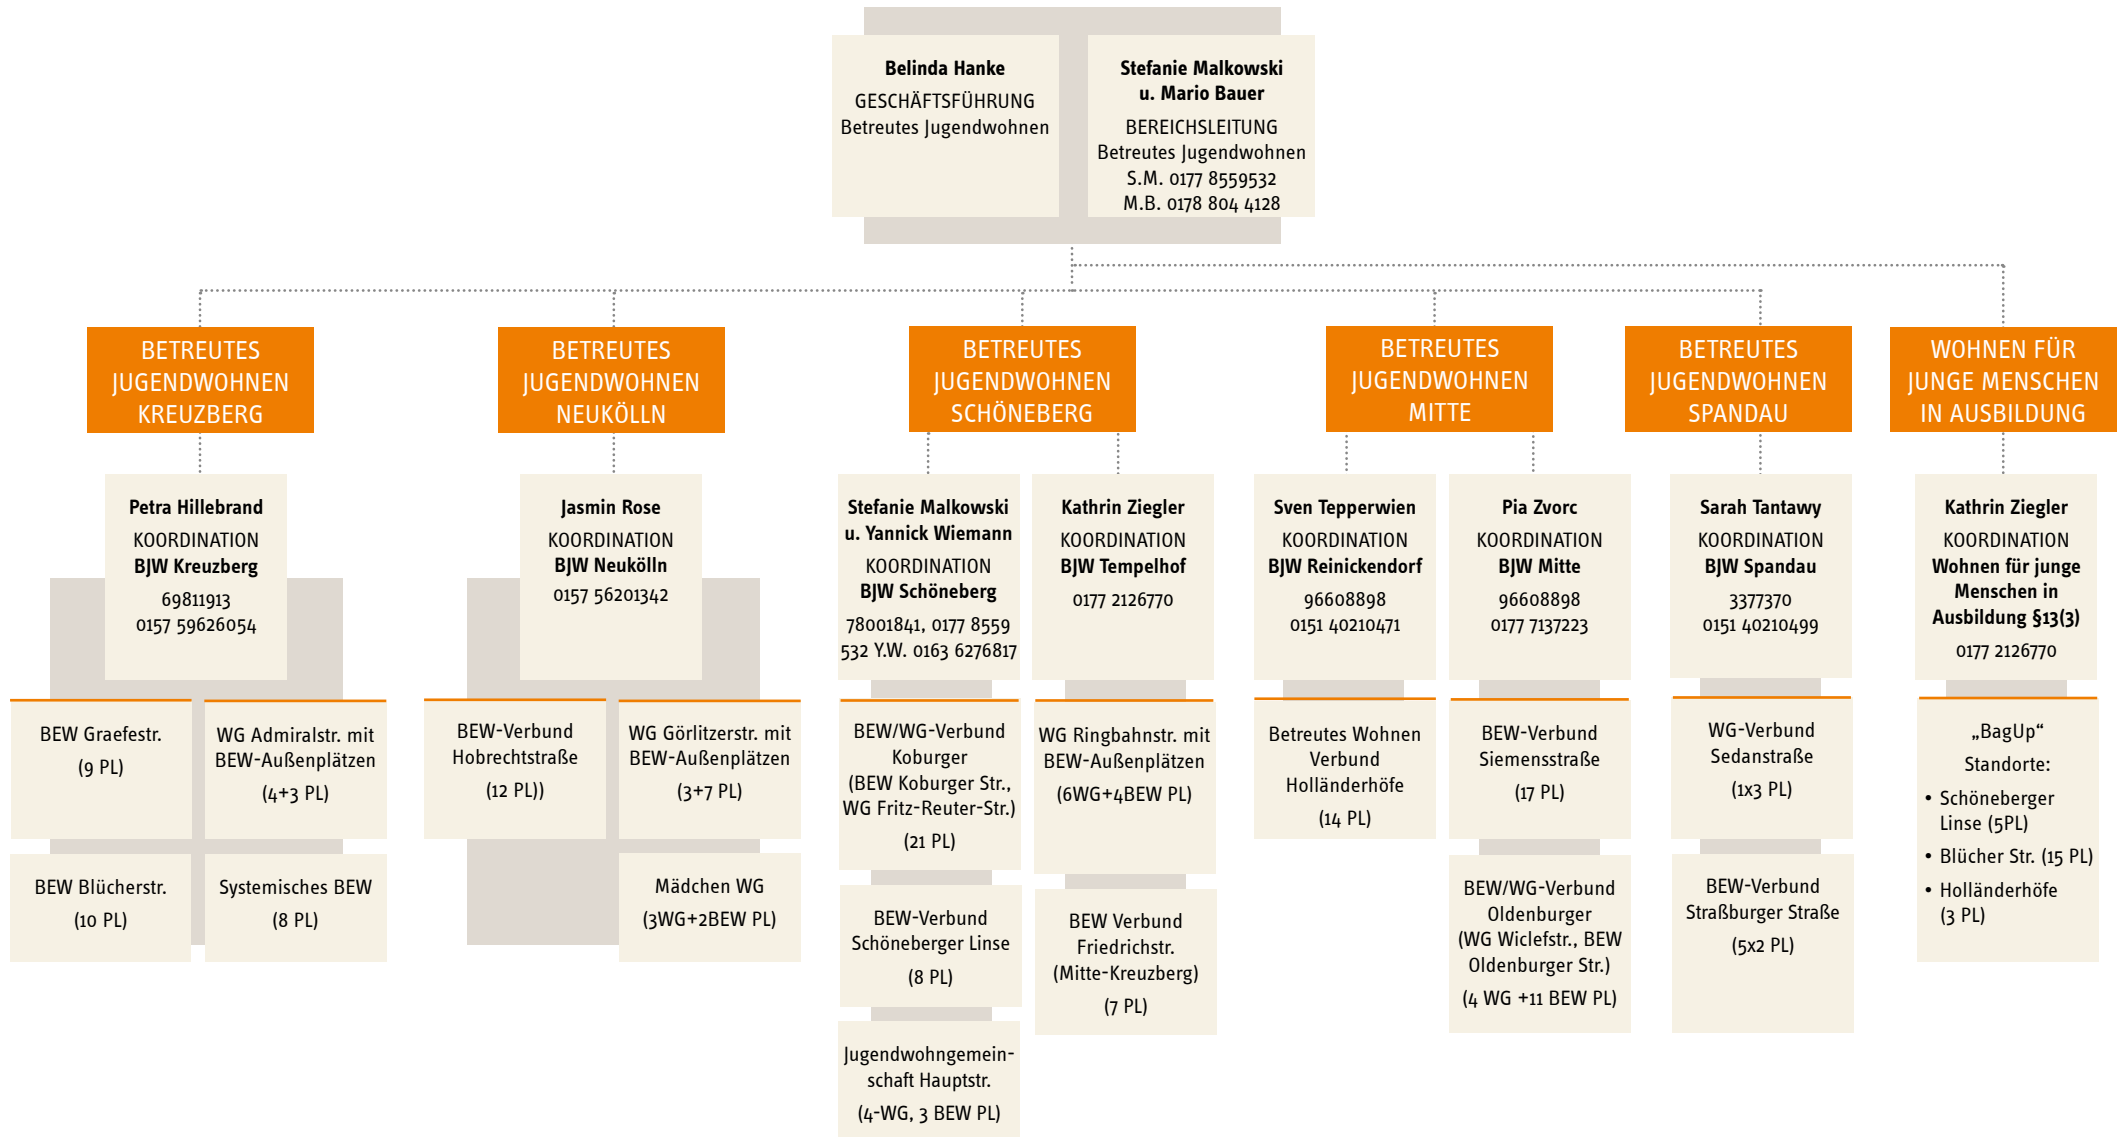 Belinda Hanke
GESCHÄFTSFÜHRUNG
Betreutes Jugendwohnen
Stefanie Malkowski
u. Mario Bauer
BEREICHSLEITUNG
Betreutes Jugendwohnen
S.M. 0177 8559532
M.B. 0178 804 4128
BETREUTES
JUGENDWOHNEN
KREUZBERG
Petra Hillebrand
KOORDINATION
BJW Kreuzberg
69811913
0157 59626054
BEW Graefestr.
(9 PL)
WG Admiralstr. mit
BEW-Außenplätzen
(4+3 PL)
BEW Blücherstr.
(10 PL)
Systemisches BEW
(8 PL)
BETREUTES
JUGENDWOHNEN
NEUKÖLLN
Jasmin Rose
KOORDINATION
BJW Neukölln
0157 56201342
BEW-Verbund
Hobrechtstraße
(12 PL))
WG Görlitzerstr. mit
BEW-Außenplätzen
(3+7 PL)
Mädchen WG
(3WG+2BEW PL)
BETREUTES
JUGENDWOHNEN
SCHÖNEBERG
Stefanie Malkowski
u. Yannick Wiemann
KOORDINATION
BJW Schöneberg
78001841, 0177 8559
532 Y.W. 0163 6276817
BEW/WG-Verbund
Koburger
(BEW Koburger Str.,
WG Fritz-Reuter-Str.)
(21 PL)
BEW-Verbund
Schöneberger Linse
(8 PL)
Jugendwohngemein-
schaft Hauptstr.
(4-WG, 3 BEW PL)
Kathrin Ziegler
KOORDINATION
BJW Tempelhof
0177 2126770
WG Ringbahnstr. mit
BEW-Außenplätzen
(6WG+4BEW PL)
BEW Verbund
Friedrichstr.
(Mitte-Kreuzberg)
(7 PL)
BETREUTES
JUGENDWOHNEN
MITTE
Sven Tepperwien
KOORDINATION
BJW Reinickendorf
96608898
0151 40210471
Betreutes Wohnen
Verbund
Holländerhöfe
(14 PL)
Pia Zvorc
KOORDINATION
BJW Mitte
96608898
0177 7137223
BEW-Verbund
Siemensstraße
(17 PL)
BEW/WG-Verbund
Oldenburger
(WG Wiclefstr., BEW
Oldenburger Str.)
(4 WG +11 BEW PL)
BETREUTES
JUGENDWOHNEN
SPANDAU
Sarah Tantawy
KOORDINATION
BJW Spandau
3377370
0151 40210499
WG-Verbund
Sedanstraße
(1x3 PL)
BEW-Verbund
Straßburger Straße
(5x2 PL)
WOHNEN FÜR
JUNGE MENSCHEN
IN AUSBILDUNG
Kathrin Ziegler
KOORDINATION
Wohnen für junge
Menschen in
Ausbildung §13(3)
0177 2126770
„BagUp“
Standorte:
• Schöneberger
Linse (5PL)
• Blücher Str. (15 PL)
• Holländerhöfe
(3 PL)